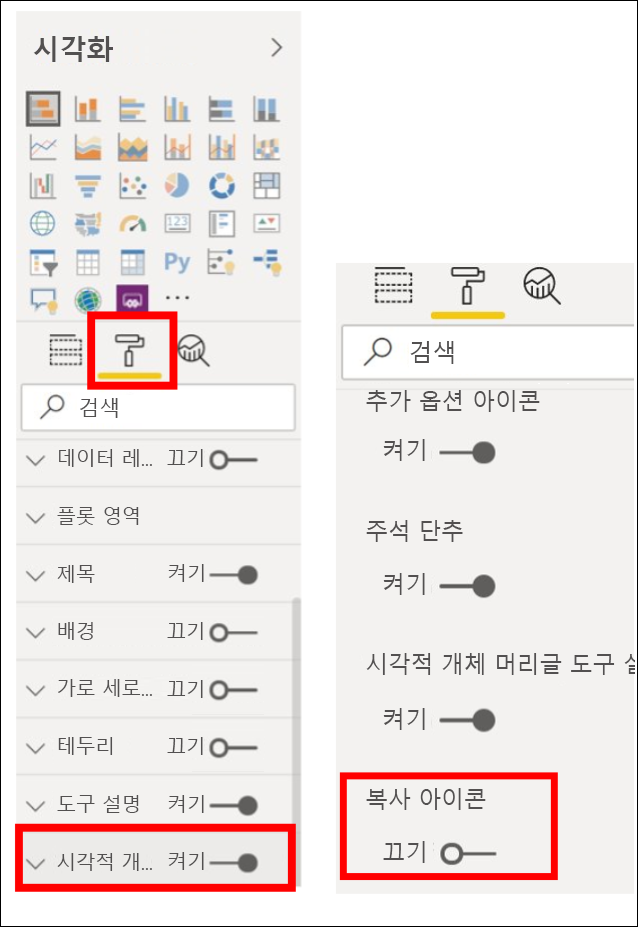 시각화
123
Py
검색
데이터 레... 끄기
플롯 영역
제목 켜기
배경 끄기
가로 세로... 끄기
테두리 끄기
도구 설명 켜기
시각적 개... 켜기
검색
추가 옵션 아이콘
켜기
주석 단추
켜기
시각적 개체 머리글 도구
켜기
복사 아이콘
끄기